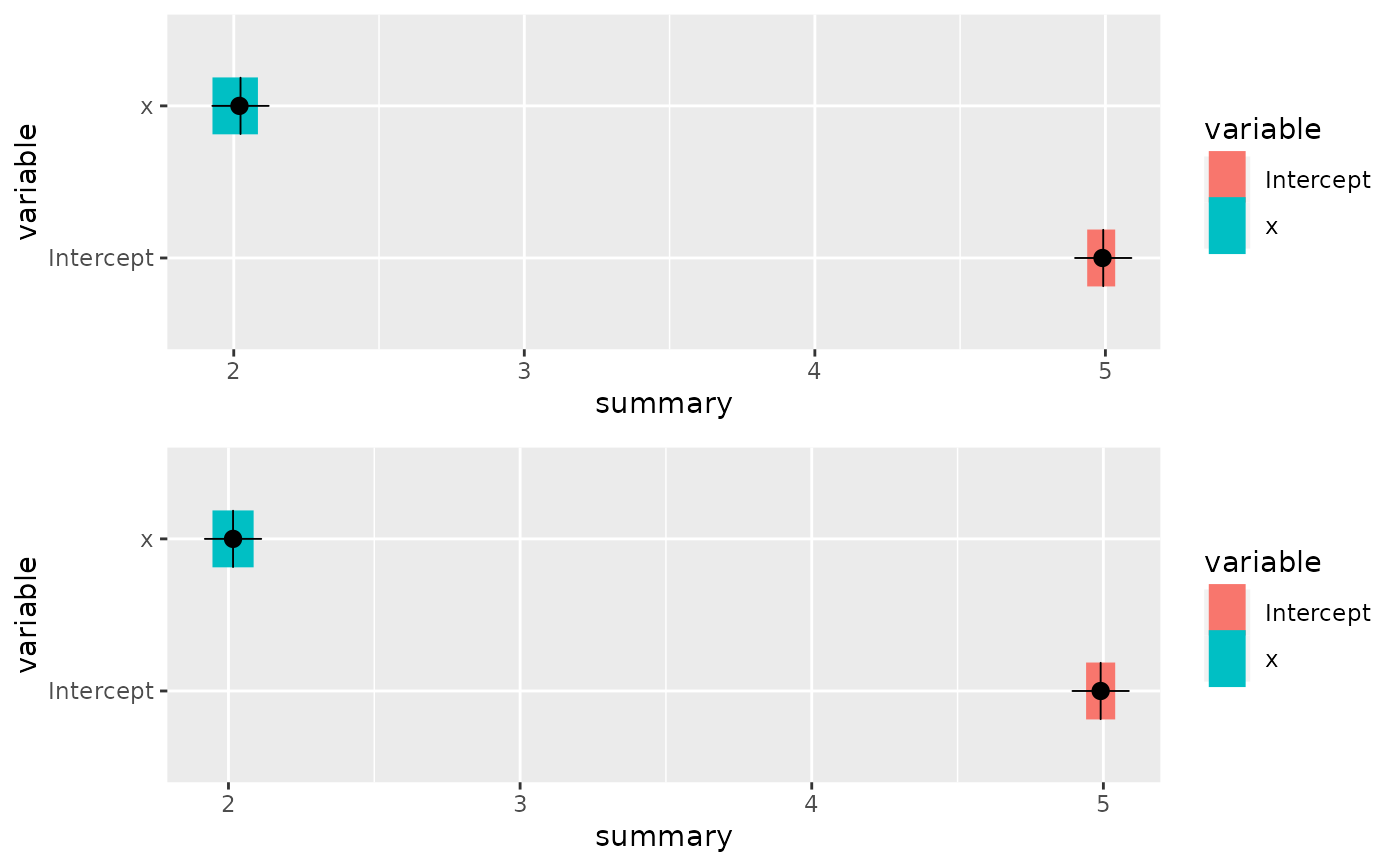 variable
x
Intercept
2 3 4 5
summary
variable
Intercept
x
variable
x
Intercept
2 3 4 5
summary
variable
Intercept
x